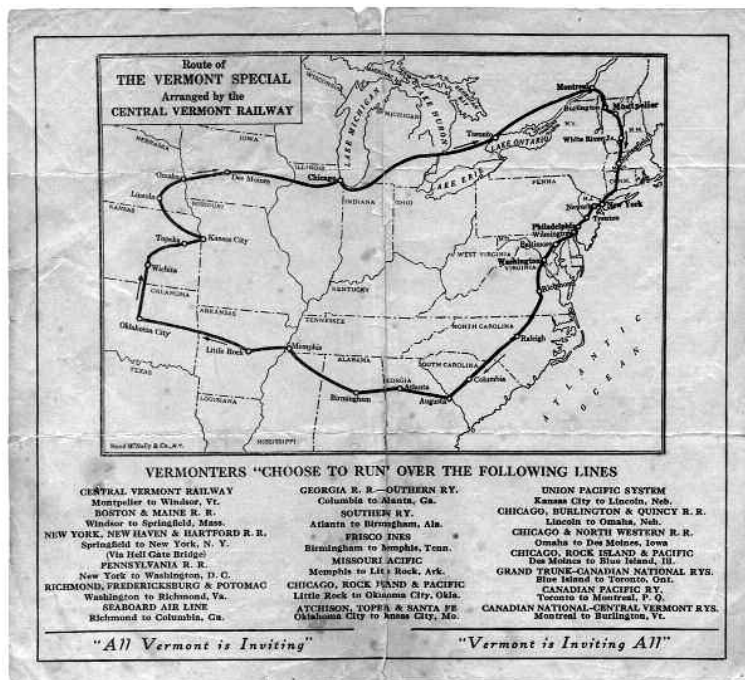 Route of
THE VERMONT SPECIAL
Arranged by the
CENTRAL VERMONT RAILWAY
WISCONSIN
LAKE MICHIGAN
MICHIGAN
LAKE HURON
Montreal
Burlington
Montpelier
N.Y.
N.H.
White River Jc.
Toronto
LAKE ONTARIO
Springfield
CONN.
LAKE ERIE
NEBRASKA
IOWA
ILLINOIS
Omaha
Des Moines
Chicago
INDIANA
OHIO
PENNA
N.J.
Newark
New York
Trenton
Lincoln
MISSOURI
KANSAS
Philadelphia
Wilmington
Baltimore
Topeka
Kansas City
WEST VIRGINIA
Washington
VIRGINIA
Wichita
Richmond
OKLAHOMA
KENTUCKY
ARKANSAS
TENNESSEE
Oklahoma City
NORTH CAROLINA
Raleigh
Little Rock
Memphis
ALABAMA
SOUTH CAROLINA
TEXAS
GEORGIA
Atlanta
Columbia
Birmingham
Augusta
LOUISIANA
MISSISSIPPI
ATLANTIC
OCEAN
Rand McNally & Co., N.Y.
VERMONTERS "CHOOSE TO RUN' OVER THE FOLLOWING LINES
CENTRAL VERMONT RAILWAY
Montpelier to Windsor, Vt.
BOSTON & MAINE R. R.
Windsor to Springfield, Mass.
NEW YORK, NEW HAVEN & HARTFORD R. R.
Springfield to New York, N. Y.
(Via Hell Gate Bridge)
PENNSYLVANIA R. R.
New York to Washington, D. C.
RICHMOND, FREDERICKSBURG & POTOMAC
Washington to Richmond, Va.
SEABOARD AIR LINE
Richmond to Columbia, Ga.
GEORGIA R. R.—OUTHERN RY.
Columbia to Alanta, Ga.
SOUTHERN RY.
Atlanta to Birmingham, Ala.
FRISCO INES
Birmingham to Memphis, Tenn.
MISSOURI ACIFIC
Memphis to Lit Rock, Ark.
CHICAGO, ROCK ISLAND & PACIFIC
Little Rock to Oklahoma City, Okla.
ATCHISON, TOPEA & SANTA FE
Oklahoma City to ansas City, Mo.
UNION PACIFIC SYSTEM
Kansas City to Lincoln, Neb.
CHICAGO, BURLINGTON & QUINCY R. R.
Lincoln to Omaha, Neb.
CHICAGO & NORTH WESTERN R. R.
Omaha to Des Moines, Iowa
CHICAGO, ROCK ISLAND & PACIFIC
Des Moines to Blue Island, Ill.
GRAND TRUNK-CANADIAN NATIONAL RYS.
Blue Island to Toronto, Ont.
CANADIAN PACIFIC RY.
Toronto to Montreal, P. Q.
CANADIAN NATIONAL-CENTRAL VERMONT RYS.
Montreal to Burlington, Vt.
"All Vermont is Inviting"
"Vermont is Inviting All"